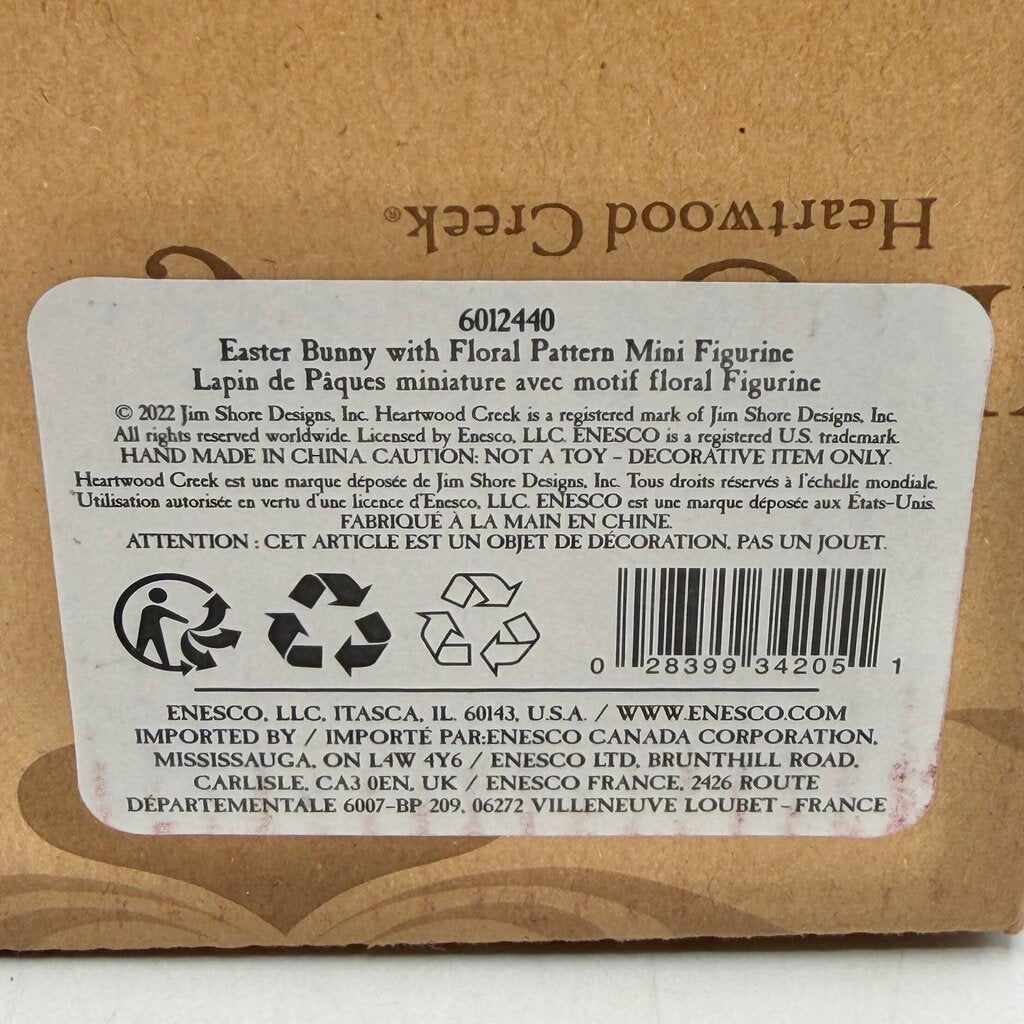 Heartwood Creek®
6012440
Easter Bunny with Floral Pattern Mini Figurine
Lapin de Pâques miniature avec motif floral Figurine
© 2022 Jim Shore Designs, Inc. Heartwood Creek is a registered mark of Jim Shore Designs, Inc.
All rights reserved worldwide. Licensed by Enesco, LLC. ENESCO is a registered U.S. trademark.
HAND MADE IN CHINA. CAUTION: NOT A TOY – DECORATIVE ITEM ONLY.
Heartwood Creek est une marque déposée de Jim Shore Designs, Inc. Tous droits réservés à l'échelle mondiale.
Utilisation autorisée en vertu d'une licence d'Enesco, LLC. ENESCO est une marque déposée aux États-Unis.
FABRIQUÉ À LA MAIN EN CHINE.
ATTENTION : CET ARTICLE EST UN OBJET DE DÉCORATION, PAS UN JOUET.
0 28399 34205 1
ENESCO, LLC, ITASCA, IL. 60143, U.S.A. / WWW.ENESCO.COM
IMPORTED BY / IMPORTÉ PAR:ENESCO CANADA CORPORATION,
MISSISSAUGA, ON L4W 4Y6 / ENESCO LTD, BRUNTHILL ROAD,
CARLISLE, CA3 0EN, UK / ENESCO FRANCE, 2426 ROUTE
DÉPARTEMENTALE 6007-BP 209, 06272 VILLENEUVE LOUBET – FRANCE